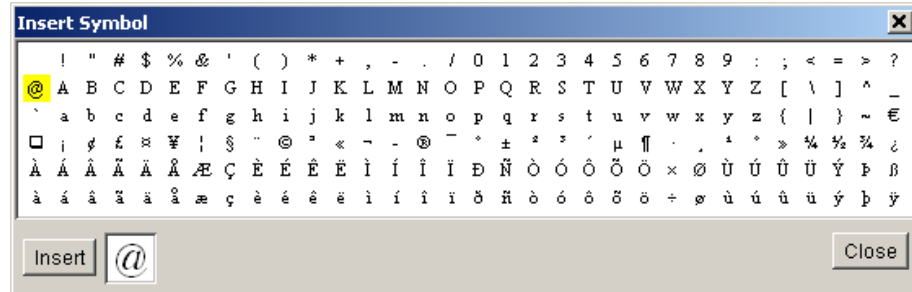 Insert Symbol
! " # $ % & ' ( ) * + , - . / 0 1 2 3 4 5 6 7 8 9 : ; < = > ?
@ A B C D E F G H I J K L M N O P Q R S T U V W X Y Z [ \ ] ^ _
` a b c d e f g h i j k l m n o p q r s t u v w x y z { | } ~ €
□ ¡ ¢ £ ¤ ¥ ¦ § ¨ © ª « ¬ - ® ¯ ° ± ² ³ ´ µ ¶ · ¸ ¹ º » ¼ ½ ¾ ¿
À Á Â Ã Ä Å Æ Ç È É Ê Ë Ì Í Î Ï Ð Ñ Ò Ó Ô Õ Ö × Ø Ù Ú Û Ü Ý Þ ß
à á â ã ä å æ ç è é ê ë ì í î ï ð ñ ò ó ô õ ö ÷ ø ù ú û ü ý þ ÿ
Insert @ Close